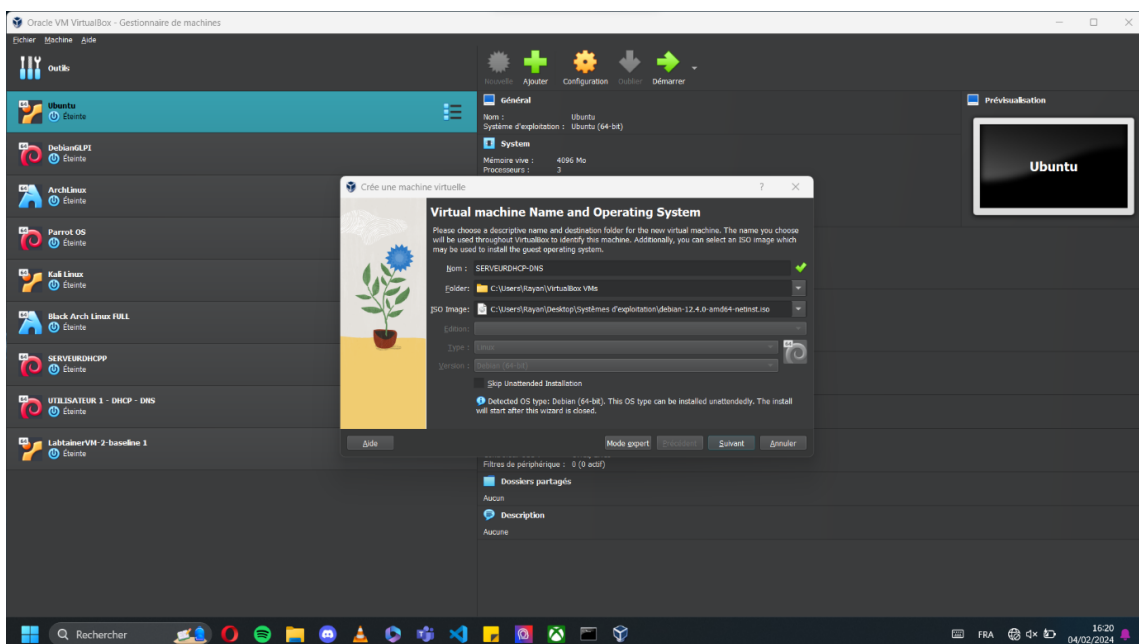 Oracle VM VirtualBox - Gestionnaire de machines
Fichier Machine Aide
Outils
Nouvelle Ajouter Configuration Oublier Démarrer
Ubuntu
Éteinte
DebianGLPI
Éteinte
ArchLinux
Éteinte
Parrot OS
Éteinte
Kali Linux
Éteinte
Black Arch Linux FULL
Éteinte
SERVEURDHCPP
Éteinte
UTILISATEUR 1 - DHCP - DNS
Éteinte
LabtainerVM-2-baseline 1
Éteinte
Général
Nom : Ubuntu
Système d'exploitation : Ubuntu (64-bit)
System
Mémoire vive : 4096 Mo
Processeurs : 3
Prévisualisation
Ubuntu
Crée une machine virtuelle
Virtual machine Name and Operating System
Please choose a descriptive name and destination folder for the new virtual machine. The name you choose
will be used throughout VirtualBox to identify this machine. Additionally, you can select an ISO image which
may be used to install the guest operating system.
Nom : SERVEURDHCP-DNS
Folder: C:\Users\Rayan\VirtualBox VMs
ISO Image: C:\Users\Rayan\Desktop\Systèmes d'exploitation\debian-12.4.0-amd64-netinst.iso
Edition:
Type : Linux
Version : Debian (64-bit)
Skip Unattended Installation
Detected OS type: Debian (64-bit). This OS type can be installed unattendedly. The install
will start after this wizard is closed.
Aide Mode expert Précédent Suivant Annuler
Filtres de périphérique : 0 (0 actif)
Dossiers partagés
Aucun
Description
Aucune
Rechercher
FRA
16:20
04/02/2024